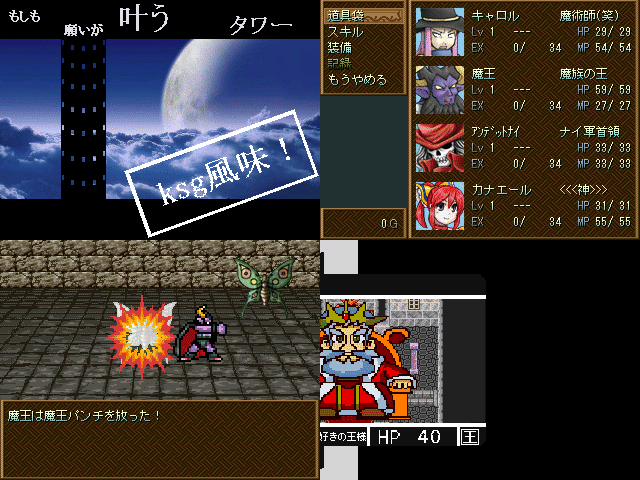 もしも
願いが
叶う
タワー
ksg風味！
道具袋
スキル
装備
記録
もうやめる
0G
キャロル 魔術師(笑)
Lv 1 --- HP 29/ 29
EX 0/ 34 MP 54/ 54
魔王 魔族の王
Lv 1 --- HP 59/ 59
EX 0/ 34 MP 27/ 27
ｱﾝﾃﾞｯﾄﾅｲ ナイ軍首領
Lv 1 --- HP 33/ 33
EX 0/ 34 MP 33/ 33
カナエール <<<神>>>
Lv 1 --- HP 31/ 31
EX 0/ 34 MP 55/ 55
魔王は魔王パンチを放った！
好きの王様 HP 40 王